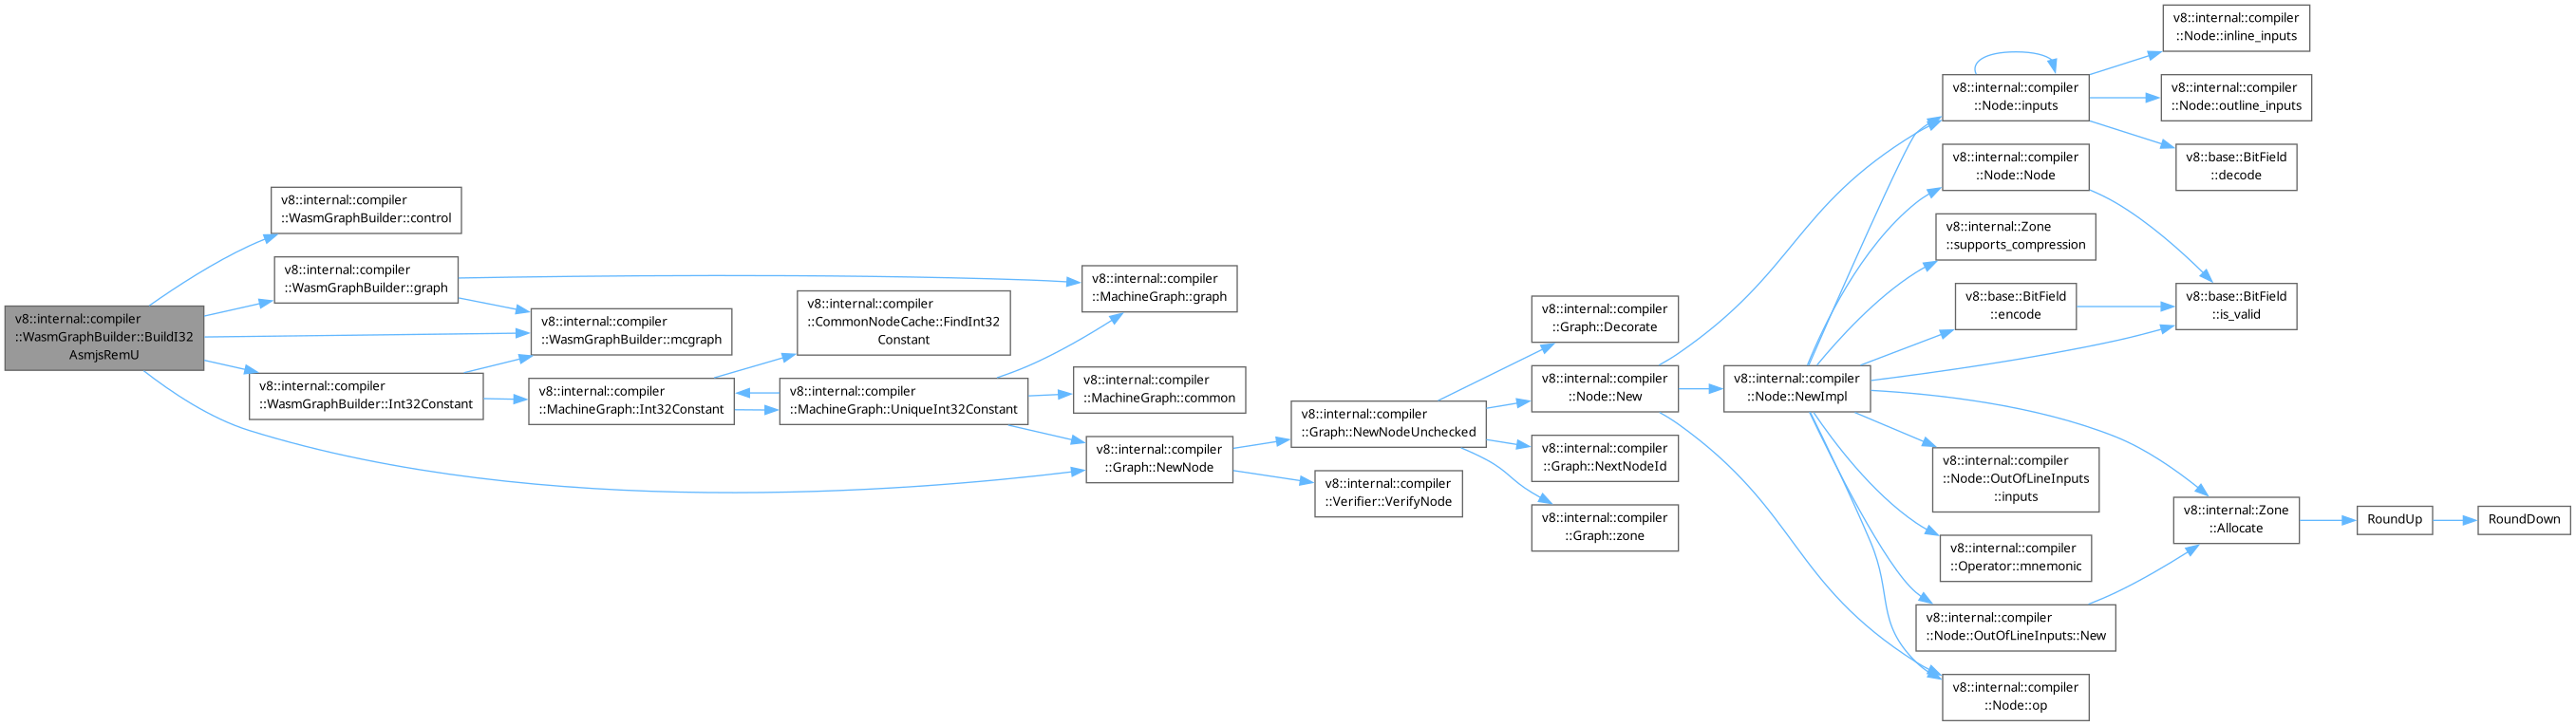 v8::internal::compiler
::WasmGraphBuilder::BuildI32
AsmjsRemU
v8::internal::compiler
::WasmGraphBuilder::control
v8::internal::compiler
::WasmGraphBuilder::graph
v8::internal::compiler
::WasmGraphBuilder::mcgraph
v8::internal::compiler
::WasmGraphBuilder::Int32Constant
v8::internal::compiler
::MachineGraph::Int32Constant
v8::internal::compiler
::CommonNodeCache::FindInt32
Constant
v8::internal::compiler
::MachineGraph::UniqueInt32Constant
v8::internal::compiler
::MachineGraph::graph
v8::internal::compiler
::MachineGraph::common
v8::internal::compiler
::Graph::NewNode
v8::internal::compiler
::Graph::NewNodeUnchecked
v8::internal::compiler
::Verifier::VerifyNode
v8::internal::compiler
::Graph::Decorate
v8::internal::compiler
::Node::New
v8::internal::compiler
::Graph::NextNodeId
v8::internal::compiler
::Graph::zone
v8::internal::compiler
::Node::NewImpl
v8::internal::compiler
::Node::inputs
v8::internal::compiler
::Node::Node
v8::internal::Zone
::supports_compression
v8::base::BitField
::encode
v8::internal::compiler
::Node::OutOfLineInputs
::inputs
v8::internal::compiler
::Operator::mnemonic
v8::internal::compiler
::Node::OutOfLineInputs::New
v8::internal::compiler
::Node::op
v8::internal::compiler
::Node::inline_inputs
v8::internal::compiler
::Node::outline_inputs
v8::base::BitField
::decode
v8::base::BitField
::is_valid
v8::internal::Zone
::Allocate
RoundUp
RoundDown